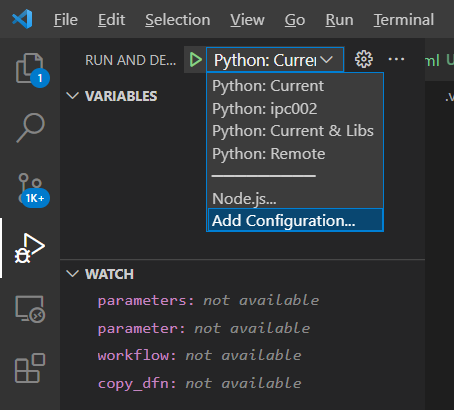 File Edit Selection View Go Run Terminal
RUN AND DE... Python: Curre
ml U
1
VARIABLES
Python: Current
Python: ipc002
Python: Current & Libs
Python: Remote
Node.js...
Add Configuration...
.v
1K+
WATCH
parameters: not available
parameter: not available
workflow: not available
copy_dfn: not available